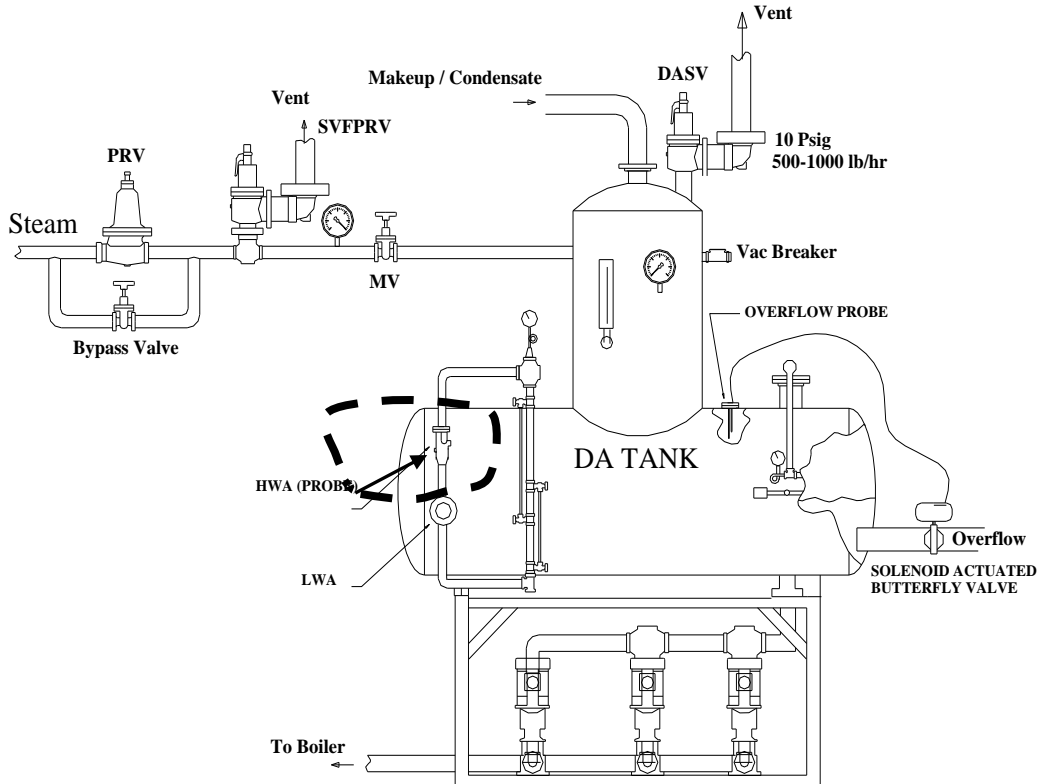 Vent
Makeup / Condensate
DASV
Vent
SVFPRV
10 Psig
500-1000 lb/hr
PRV
Steam
Vac Breaker
MV
OVERFLOW PROBE
Bypass Valve
DA TANK
HWA (PROBE)
Overflow
SOLENOID ACTUATED
BUTTERFLY VALVE
LWA
To Boiler